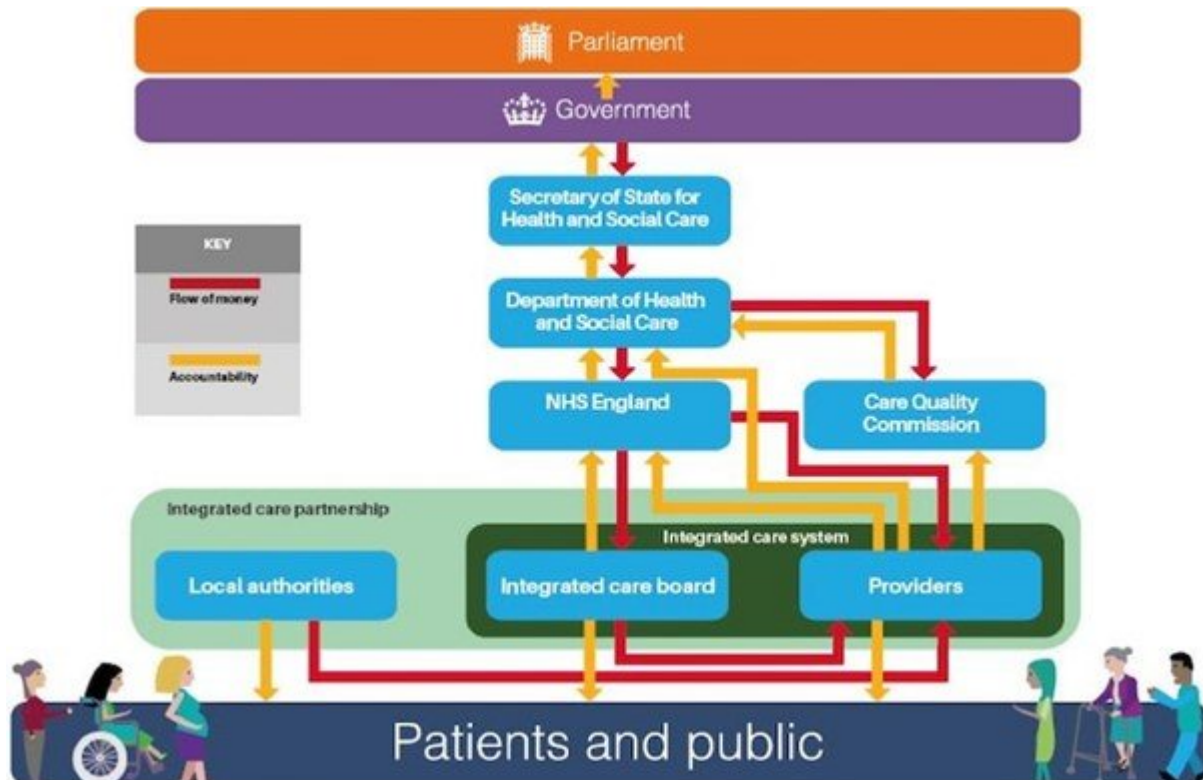 Parliament
Government
Secretary of State for
Health and Social Care
KEY
Flow of money
Accountability
Department of Health
and Social Care
NHS England
Care Quality
Commission
Integrated care partnership
Integrated care system
Local authorities
Integrated care board
Providers
Patients and public